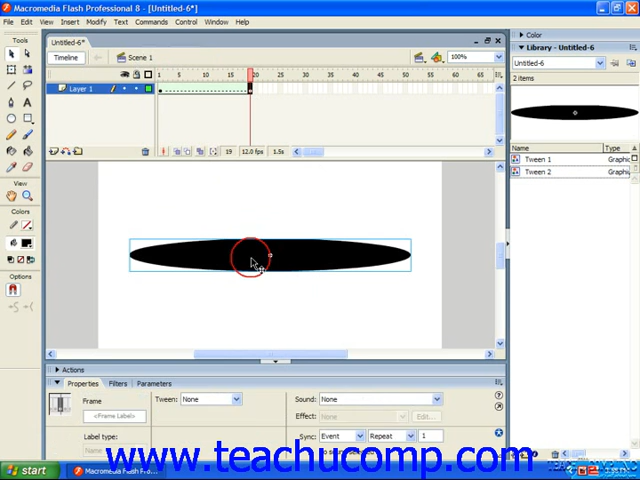 Macromedia Flash Professional 8 - [Untitled-6*]
File Edit View Insert Modify Text Commands Control Window Help
Tools
Untitled-6*
Timeline
Scene 1
100%
1 5 10 15 20 25 30 35 40 45 50 55 60 65
Layer 1
19 12.0 fps 1.5s
View
Colors
Options
Color
Library - Untitled-6
Untitled-6
2 items
Name Type
Tween 1 Graphic
Tween 2 Graphic
Actions
Properties Filters Parameters
Frame
<Frame Label>
Label type:
Tween: None
Sound: None
Effect: None Edit...
Sync: Event Repeat 1
www.teachucomp.com
start
Macromedia Flash Pro...